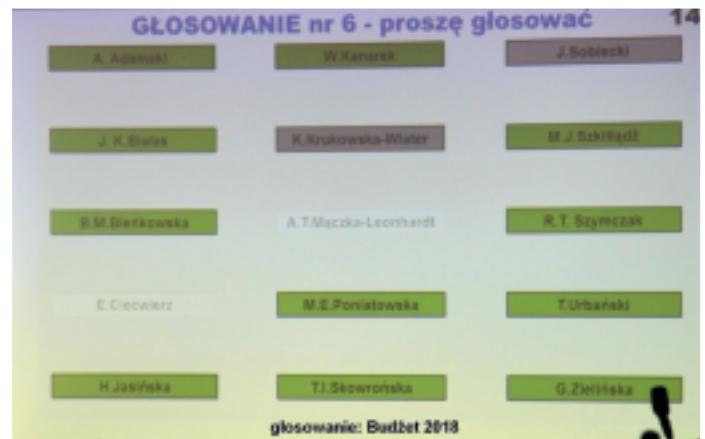 GŁOSOWANIE nr 6 - proszę głosować 14
A. Adamski W.Kanarek J.Sobiecki
J. K.Białas K.Krukowska-Wiater M.J.Szkiłłądź
B.M.Bieńkowska A.T.Mączka-Leonhardt R.T. Szymczak
E.Ciecwierz M.E.Poniatowska T.Urbański
H.Jasińska T.I.Skowrońska G.Zielińska
głosowanie: Budżet 2018